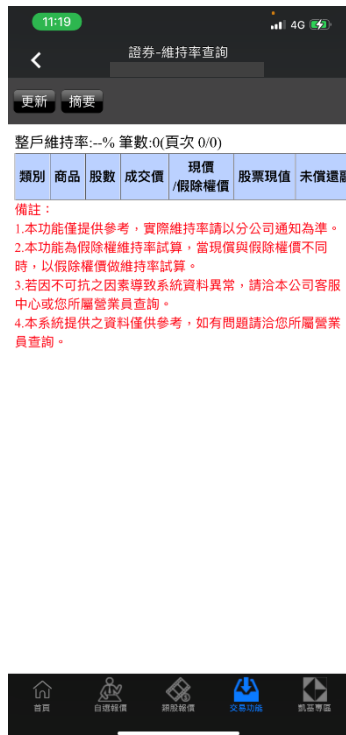 11:19
4G
證券-維持率查詢
更新 摘要
整戶維持率:--% 筆數:0(頁次 0/0)
類別 商品 股數 成交價 現價/假除權價 股票現值 未償還融
備註：
1.本功能僅提供參考，實際維持率請以分公司通知為準。
2.本功能為假除權維持率試算，當現價與假除權價不同
時，以假除權價做維持率試算。
3.若因不可抗之因素導致系統資料異常，請洽本公司客服
中心或您所屬營業員查詢。
4.本系統提供之資料僅供參考，如有問題請洽您所屬營業
員查詢。
首頁 自選報價 類股報價 交易功能 凱基專區